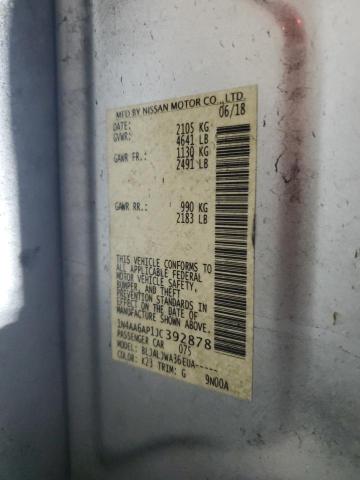 MFD BY NISSAN MOTOR CO.,LTD.
DATE: 06/18
GVWR: 2105 KG
4641 LB
GAWR FR.: 1130 KG
2491 LB
GAWR RR.: 990 KG
2183 LB
THIS VEHICLE CONFORMS TO
ALL APPLICABLE FEDERAL
MOTOR VEHICLE SAFETY,
BUMPER, AND THEFT
PREVENTION STANDARDS IN
EFFECT ON THE DATE OF
MANUFACTURE SHOWN ABOVE.
1N4AA6AP1JC392878
PASSENGER CAR 075
MODEL: BLJALJWA36EUA-----
COLOR: K23 TRIM: G 9N00A